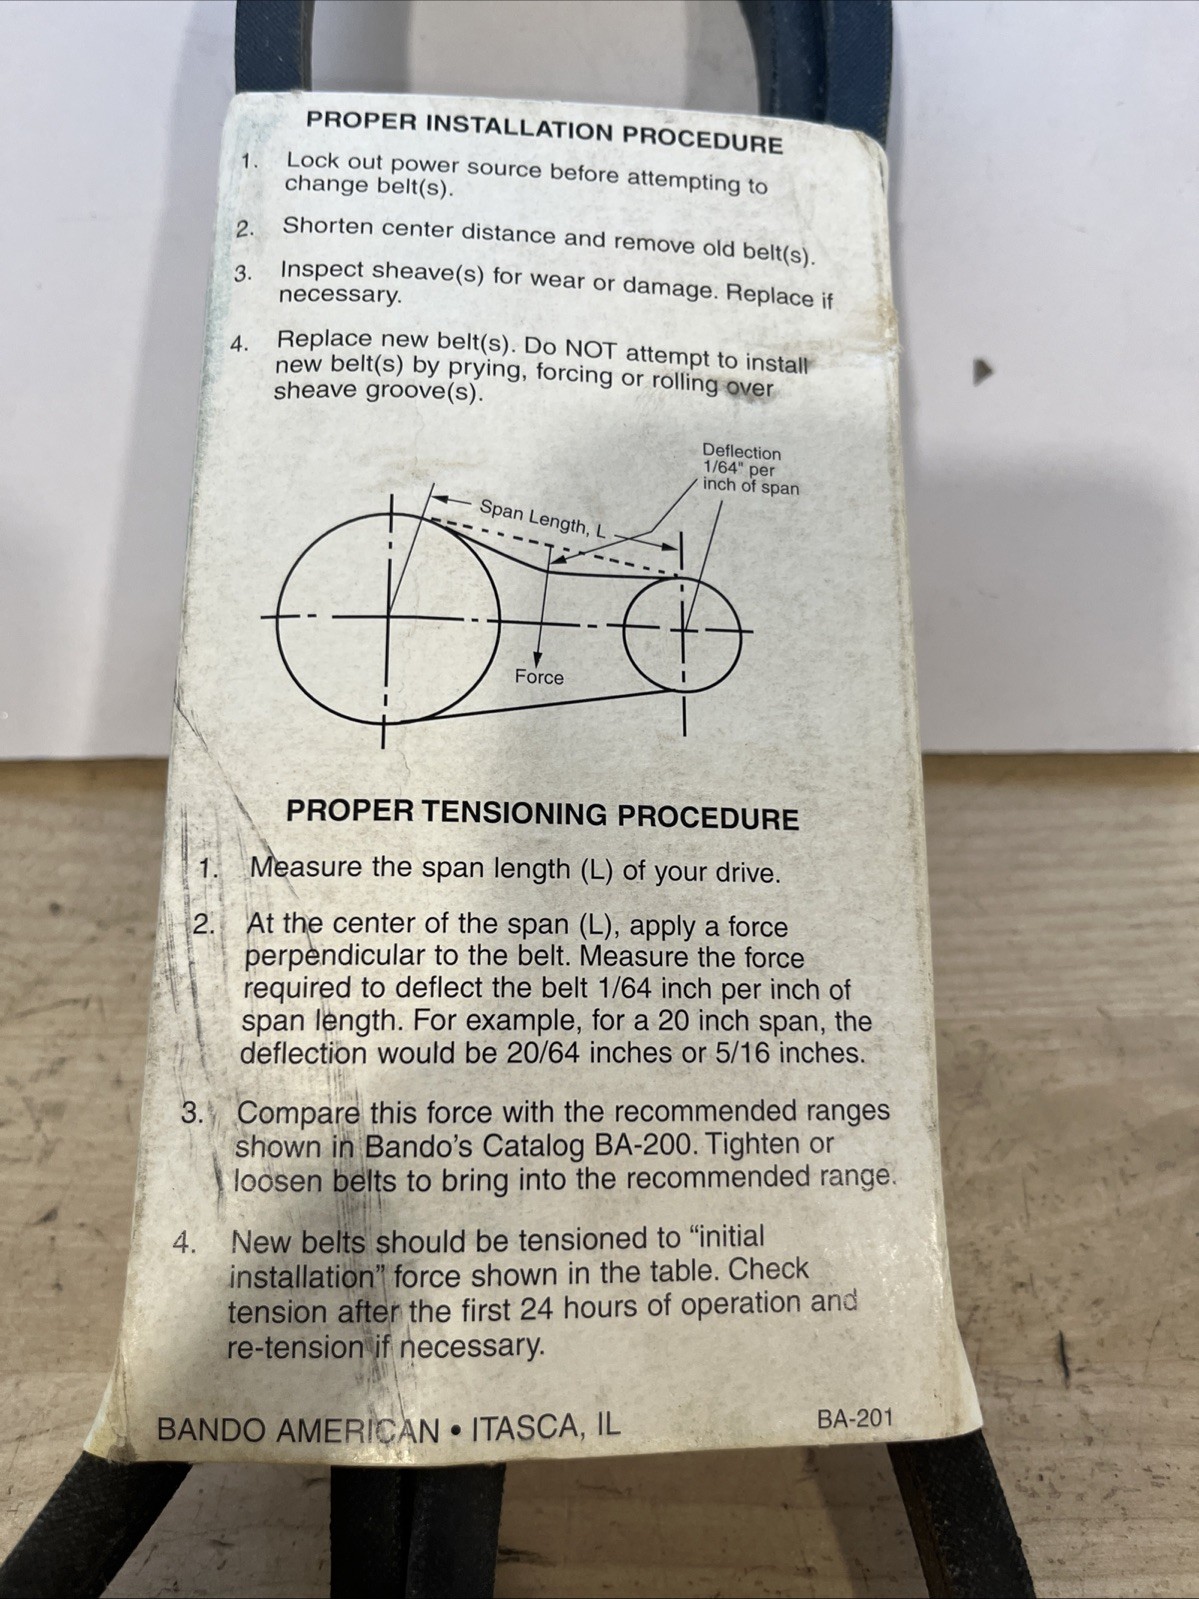 PROPER INSTALLATION PROCEDURE
1. Lock out power source before attempting to
change belt(s).
2. Shorten center distance and remove old belt(s).
3. Inspect sheave(s) for wear or damage. Replace if
necessary.
4. Replace new belt(s). Do NOT attempt to install
new belt(s) by prying, forcing or rolling over
sheave groove(s).
Deflection
1/64" per
inch of span
Span Length, L
Force
PROPER TENSIONING PROCEDURE
1. Measure the span length (L) of your drive.
2. At the center of the span (L), apply a force
perpendicular to the belt. Measure the force
required to deflect the belt 1/64 inch per inch of
span length. For example, for a 20 inch span, the
deflection would be 20/64 inches or 5/16 inches.
3. Compare this force with the recommended ranges
shown in Bando's Catalog BA-200. Tighten or
loosen belts to bring into the recommended range.
4. New belts should be tensioned to “initial
installation” force shown in the table. Check
tension after the first 24 hours of operation and
re-tension if necessary.
BANDO AMERICAN • ITASCA, IL
BA-201